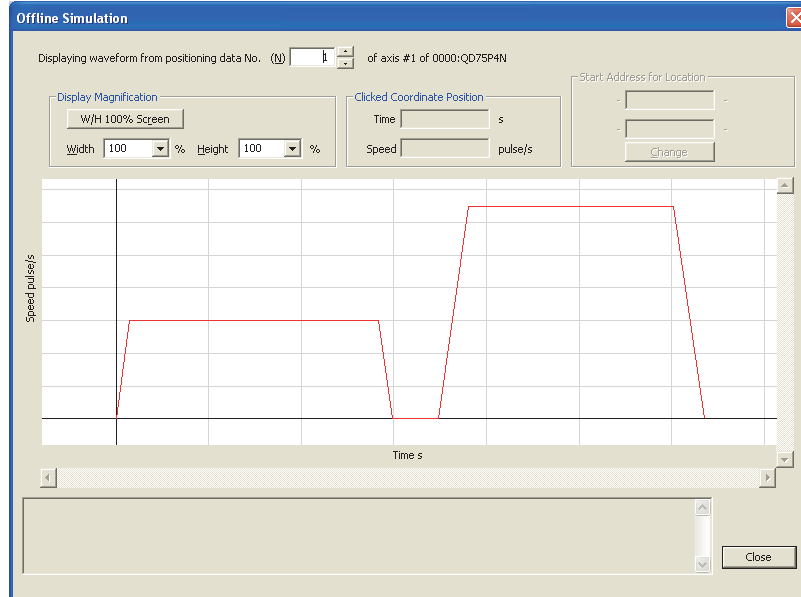 Offline Simulation
Displaying waveform from positioning data No. (N) 1 of axis #1 of 0000:QD75P4N
Display Magnification
W/H 100% Screen
Width 100 % Height 100 %
Clicked Coordinate Position
Time s
Speed pulse/s
Start Address for Location
- -
- -
Change
Speed pulse/s
Time s
Close